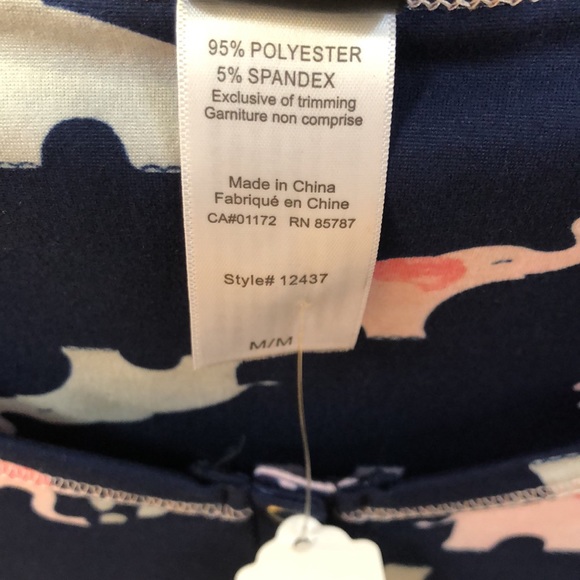 95% POLYESTER
5% SPANDEX
Exclusive of trimming
Garniture non comprise
Made in China
Fabriqué en Chine
CA#01172 RN 85787
Style# 12437
M/M